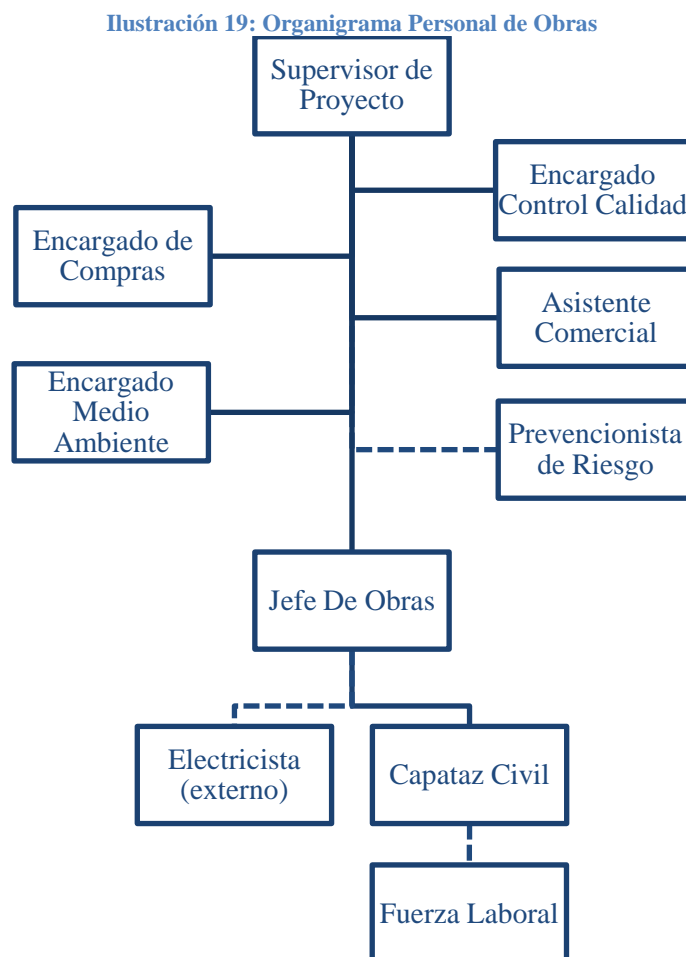 Ilustración 19: Organigrama Personal de Obras
Supervisor de
Proyecto
Encargado
Control Calidad
Encargado de
Compras
Asistente
Comercial
Encargado
Medio
Ambiente
Prevencionista
de Riesgo
Jefe De Obras
Electricista
(externo)
Capataz Civil
Fuerza Laboral